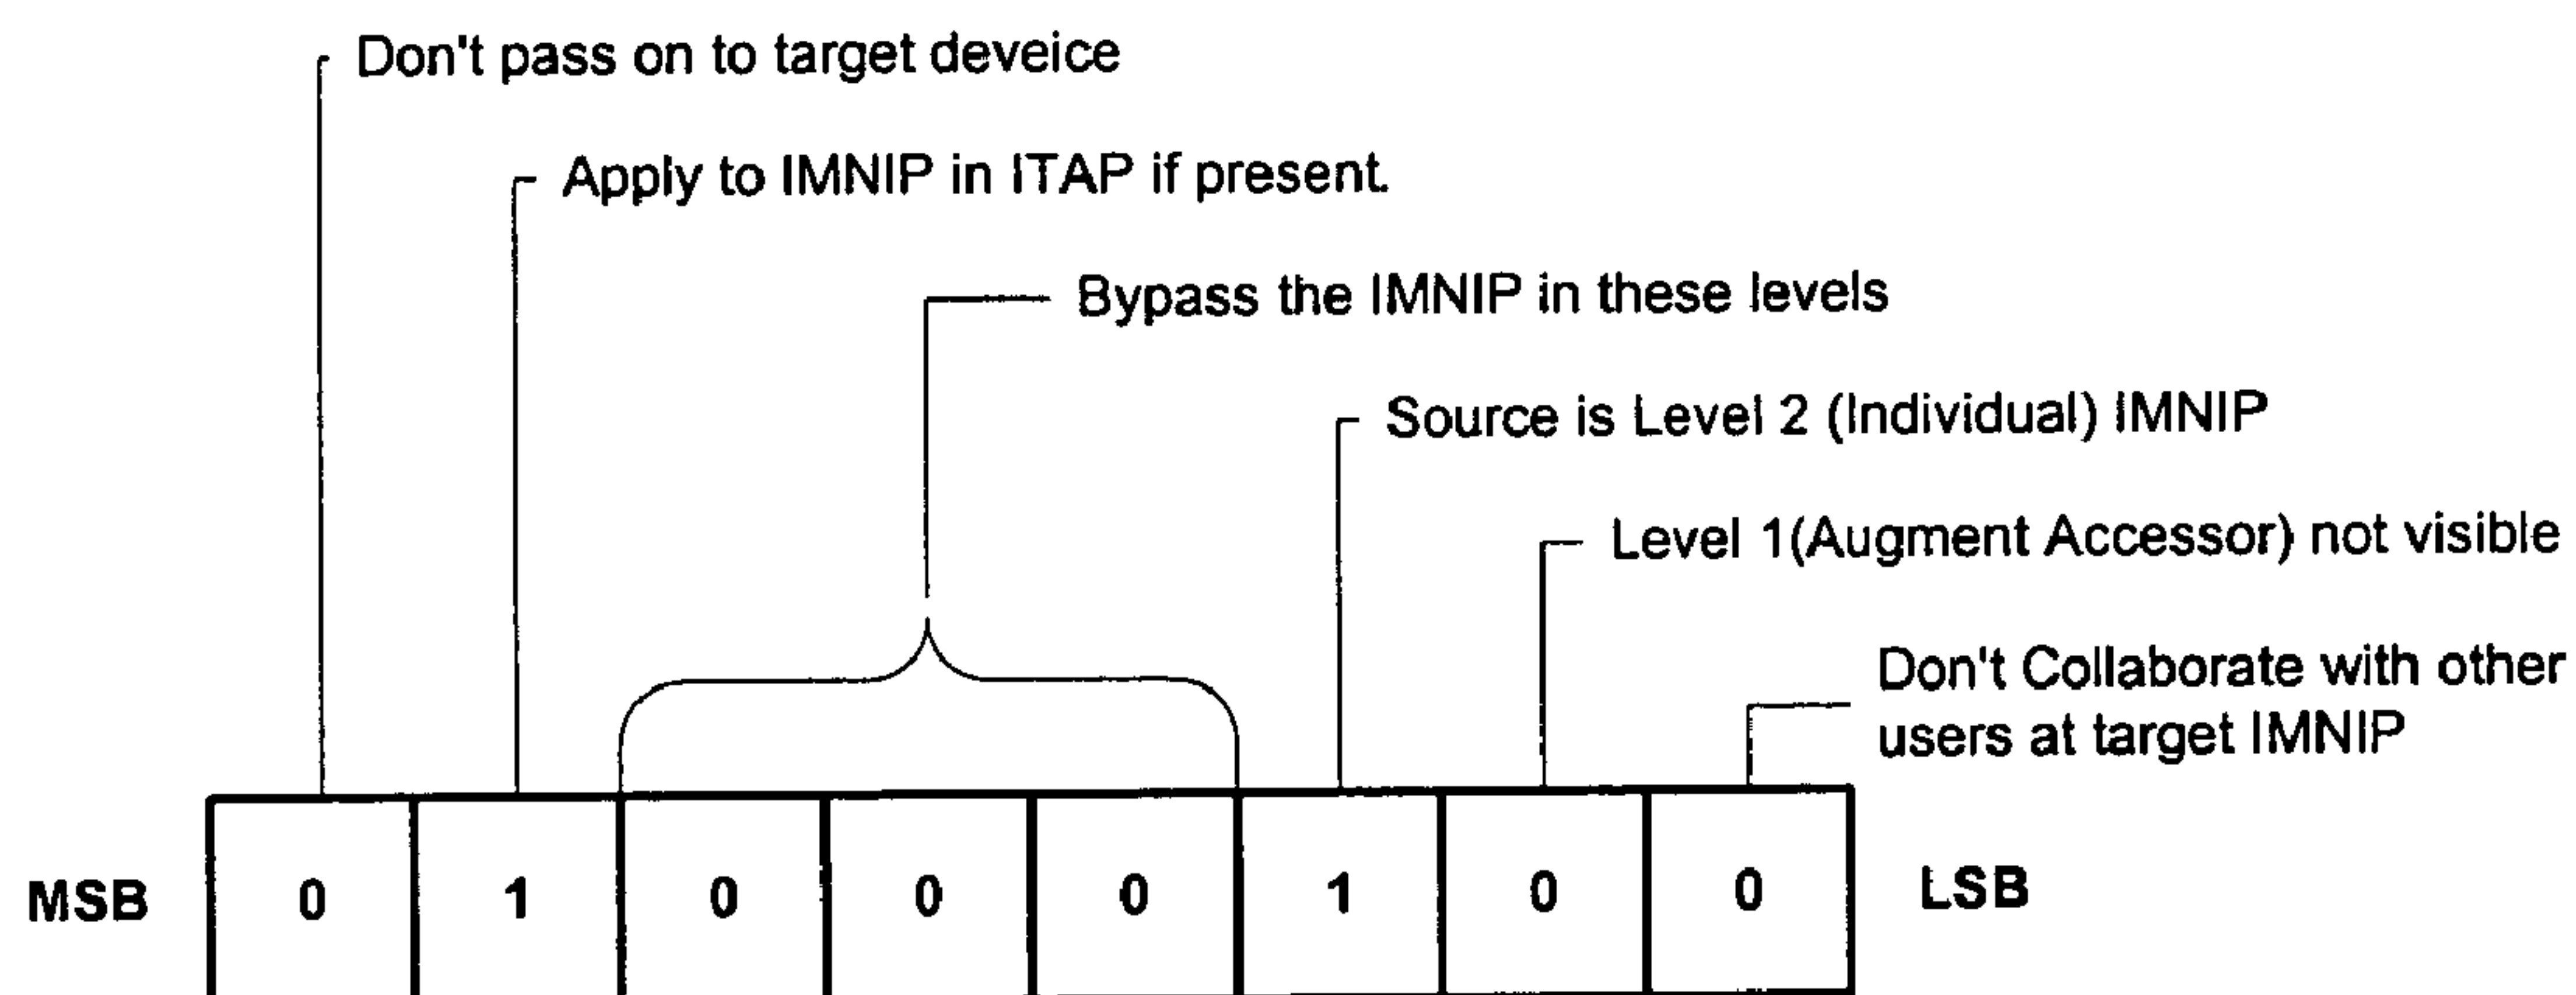 Don't pass on to target deveice
Apply to IMNIP in ITAP if present.
Bypass the IMNIP in these levels
Source is Level 2 (Individual) IMNIP
Level 1(Augment Accessor) not visible
Don't Collaborate with other
users at target IMNIP
MSB 0 1 0 0 0 1 0 0 LSB